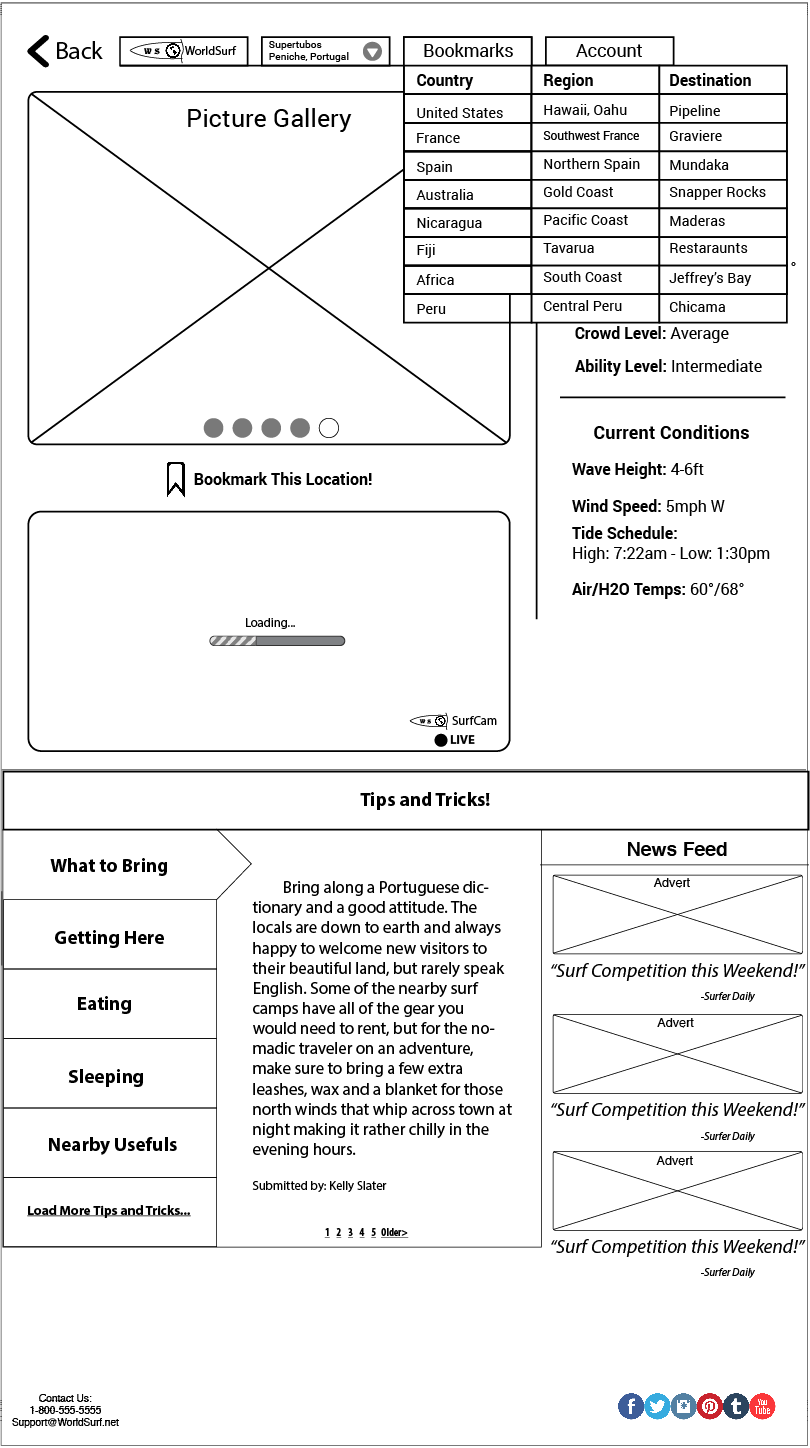 Back
W S WorldSurf
Supertubos
Peniche, Portugal
Bookmarks
Account
Country Region Destination
United States Hawaii, Oahu Pipeline
France Southwest France Graviere
Spain Northern Spain Mundaka
Australia Gold Coast Snapper Rocks
Nicaragua Pacific Coast Maderas
Fiji Tavarua Restaraunts
Africa South Coast Jeffrey's Bay
Peru Central Peru Chicama
Picture Gallery
°
Crowd Level: Average
Ability Level: Intermediate
Bookmark This Location!
Current Conditions
Wave Height: 4-6ft
Wind Speed: 5mph W
Tide Schedule:
High: 7:22am - Low: 1:30pm
Air/H2O Temps: 60°/68°
Loading...
W S SurfCam
LIVE
Tips and Tricks!
What to Bring
Getting Here
Eating
Sleeping
Nearby Usefuls
Load More Tips and Tricks...
Bring along a Portuguese dic-
tionary and a good attitude. The
locals are down to earth and always
happy to welcome new visitors to
their beautiful land, but rarely speak
English. Some of the nearby surf
camps have all of the gear you
would need to rent, but for the no-
madic traveler on an adventure,
make sure to bring a few extra
leashes, wax and a blanket for those
north winds that whip across town at
night making it rather chilly in the
evening hours.
Submitted by: Kelly Slater
1 2 3 4 5 Older>
News Feed
Advert
“Surf Competition this Weekend!”
-Surfer Daily
Advert
“Surf Competition this Weekend!”
-Surfer Daily
Advert
“Surf Competition this Weekend!”
-Surfer Daily
Contact Us:
1-800-555-5555
Support@WorldSurf.net
You
Tube